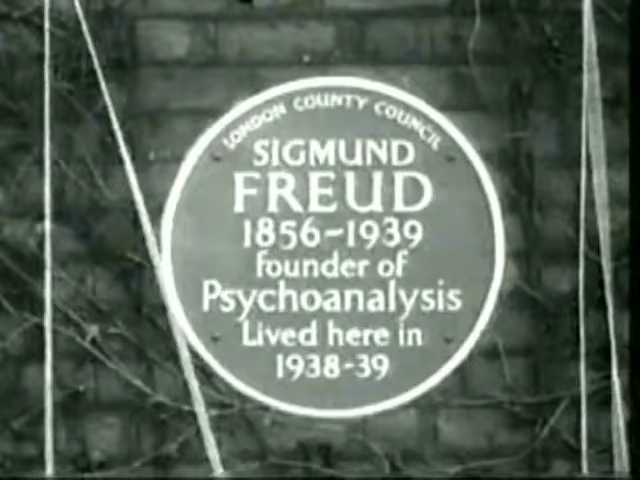 LONDON COUNTY COUNCIL
SIGMUND
FREUD
1856-1939
founder of
Psychoanalysis
Lived here in
1938-39